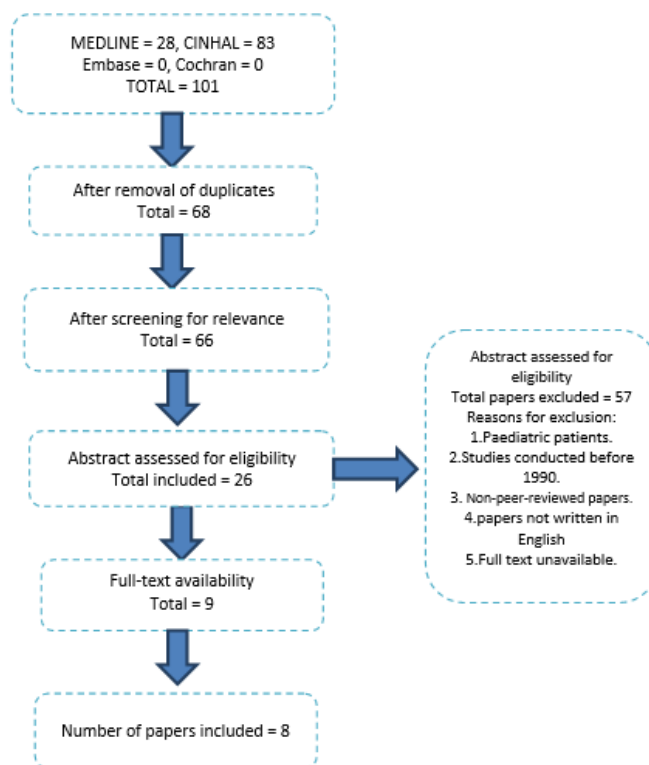 MEDLINE = 28, CINHAL = 83
Embase = 0, Cochran = 0
TOTAL = 101
After removal of duplicates
Total = 68
After screening for relevance
Total = 66
Abstract assessed for eligibility
Total included = 26
Abstract assessed for
eligibility
Total papers excluded = 57
Reasons for exclusion:
1.Paediatric patients.
2.Studies conducted before
1990.
3. Non-peer-reviewed papers.
4.papers not written in
English
5.Full text unavailable.
Full-text availability
Total = 9
Number of papers included = 8